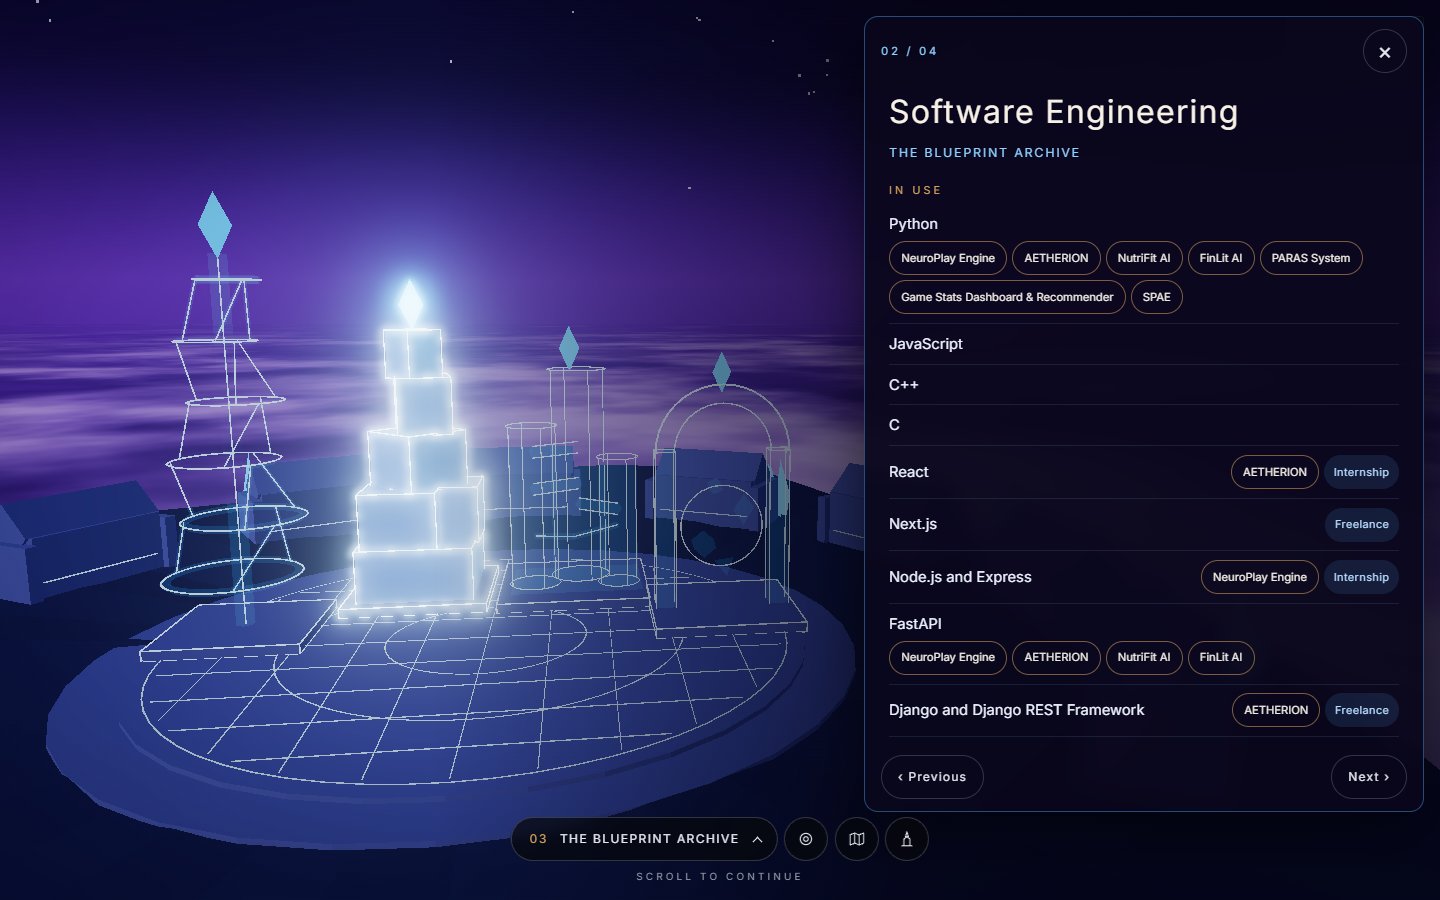 02 / 04
×
Software Engineering
THE BLUEPRINT ARCHIVE
IN USE
Python
NeuroPlay Engine AETHERION NutriFit AI FinLit AI PARAS System
Game Stats Dashboard & Recommender SPAE
JavaScript
C++
C
React AETHERION Internship
Next.js Freelance
Node.js and Express NeuroPlay Engine Internship
FastAPI
NeuroPlay Engine AETHERION NutriFit AI FinLit AI
Django and Django REST Framework AETHERION Freelance
‹ Previous Next ›
03 THE BLUEPRINT ARCHIVE
SCROLL TO CONTINUE